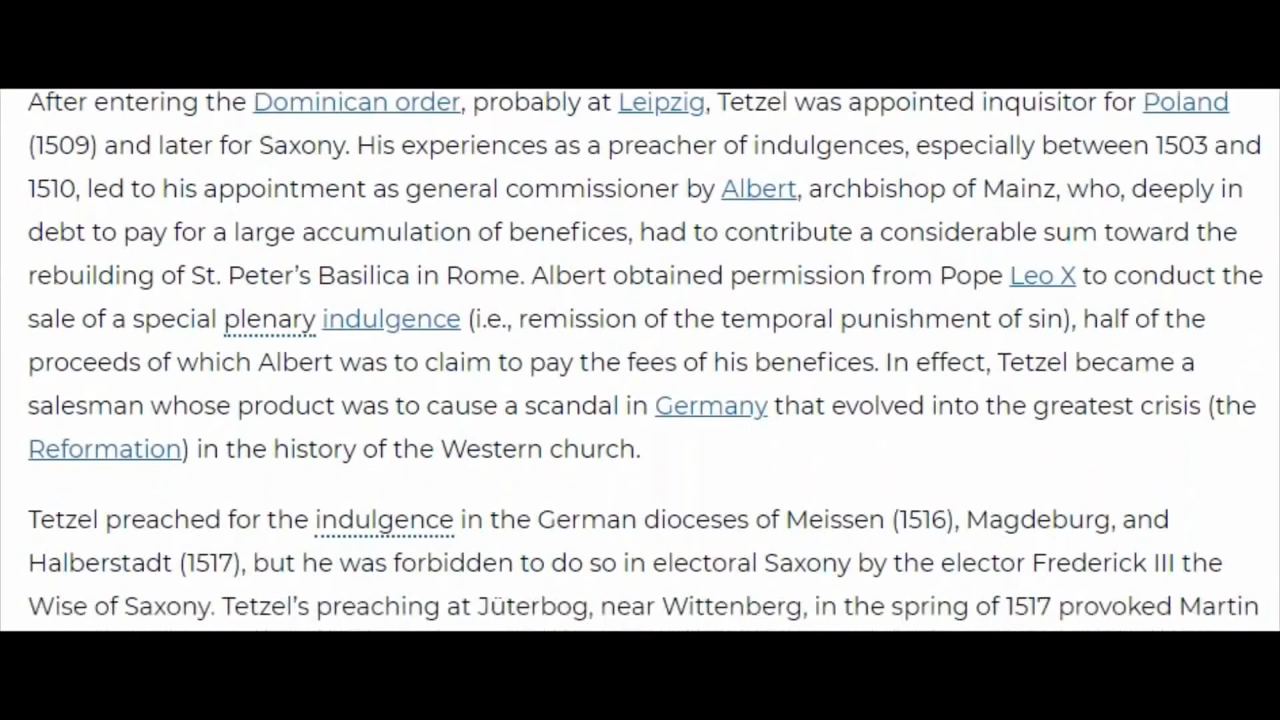 After entering the Dominican order, probably at Leipzig, Tetzel was appointed inquisitor for Poland
(1509) and later for Saxony. His experiences as a preacher of indulgences, especially between 1503 and
1510, led to his appointment as general commissioner by Albert, archbishop of Mainz, who, deeply in
debt to pay for a large accumulation of benefices, had to contribute a considerable sum toward the
rebuilding of St. Peter’s Basilica in Rome. Albert obtained permission from Pope Leo X to conduct the
sale of a special plenary indulgence (i.e., remission of the temporal punishment of sin), half of the
proceeds of which Albert was to claim to pay the fees of his benefices. In effect, Tetzel became a
salesman whose product was to cause a scandal in Germany that evolved into the greatest crisis (the
Reformation) in the history of the Western church.
Tetzel preached for the indulgence in the German dioceses of Meissen (1516), Magdeburg, and
Halberstadt (1517), but he was forbidden to do so in electoral Saxony by the elector Frederick III the
Wise of Saxony. Tetzel’s preaching at Jüterbog, near Wittenberg, in the spring of 1517 provoked Martin